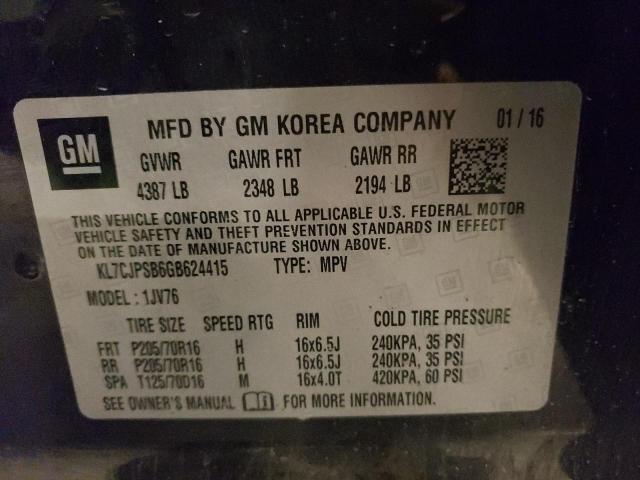 GM MFD BY GM KOREA COMPANY 01 / 16
GVWR GAWR FRT GAWR RR
4387 LB 2348 LB 2194 LB
THIS VEHICLE CONFORMS TO ALL APPLICABLE U.S. FEDERAL MOTOR
VEHICLE SAFETY AND THEFT PREVENTION STANDARDS IN EFFECT
ON THE DATE OF MANUFACTURE SHOWN ABOVE.
KL7CJPSB6GB624415 TYPE: MPV
MODEL : 1JV76
TIRE SIZE SPEED RTG RIM COLD TIRE PRESSURE
FRT P205/70R16 H 16x6.5J 240KPA, 35 PSI
RR P205/70R16 H 16x6.5J 240KPA, 35 PSI
SPA T125/70D16 M 16x4.0T 420KPA, 60 PSI
SEE OWNER'S MANUAL FOR MORE INFORMATION.